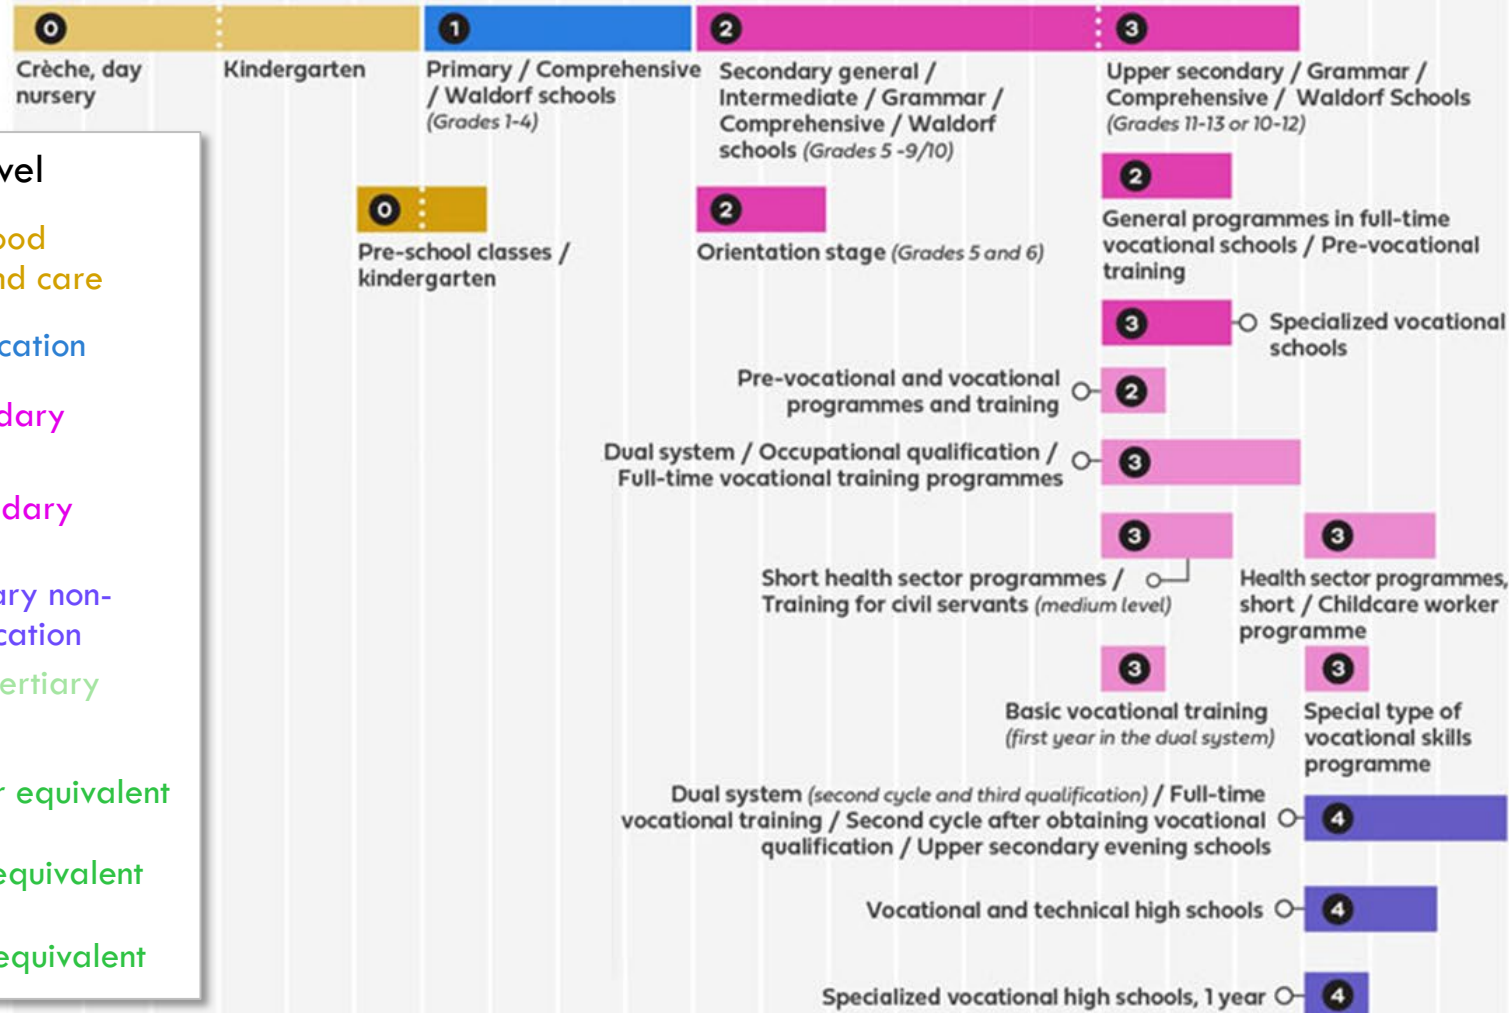 0
1
2
3
Crèche, day
nursery
Kindergarten
Primary / Comprehensive
/ Waldorf schools
(Grades 1-4)
Secondary general /
Intermediate / Grammar /
Comprehensive / Waldorf
schools (Grades 5 -9/10)
Upper secondary / Grammar /
Comprehensive / Waldorf Schools
(Grades 11-13 or 10-12)
vel
ood
nd care
cation
dary
dary
ary non-
cation
ertiary
r equivalent
equivalent
equivalent
0
Pre-school classes /
kindergarten
2
Orientation stage (Grades 5 and 6)
2
General programmes in full-time
vocational schools / Pre-vocational
training
3
Specialized vocational
schools
Pre-vocational and vocational
programmes and training
2
Dual system / Occupational qualification /
Full-time vocational training programmes
3
3
Short health sector programmes /
Training for civil servants (medium level)
3
Health sector programmes,
short / Childcare worker
programme
3
Basic vocational training
(first year in the dual system)
3
Special type of
vocational skills
programme
Dual system (second cycle and third qualification) / Full-time
vocational training / Second cycle after obtaining vocational
qualification / Upper secondary evening schools
4
Vocational and technical high schools
4
Specialized vocational high schools, 1 year
4